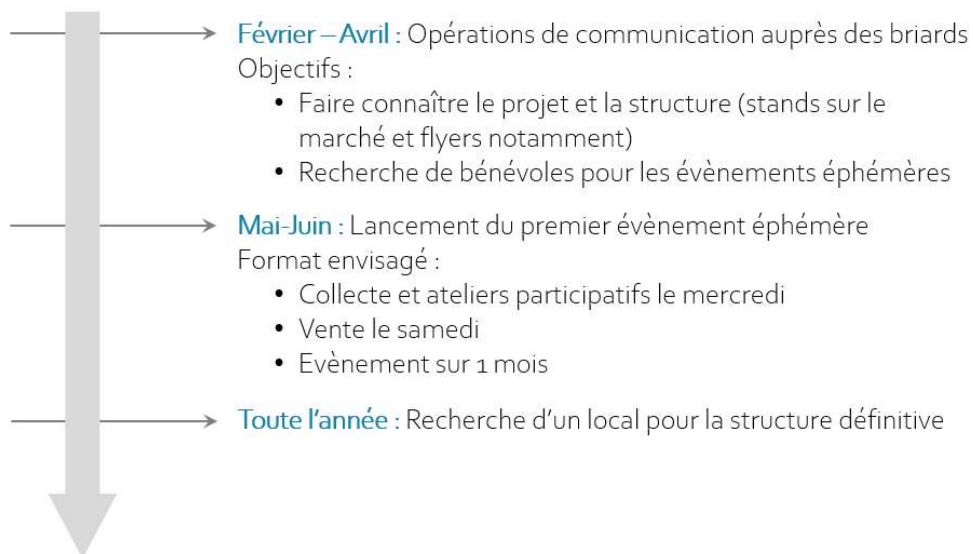 Février – Avril : Opérations de communication auprès des briards
Objectifs :
• Faire connaître le projet et la structure (stands sur le
marché et flyers notamment)
• Recherche de bénévoles pour les évènements éphémères
Mai-Juin : Lancement du premier évènement éphémère
Format envisagé :
• Collecte et ateliers participatifs le mercredi
• Vente le samedi
• Evènement sur 1 mois
Toute l’année : Recherche d’un local pour la structure définitive